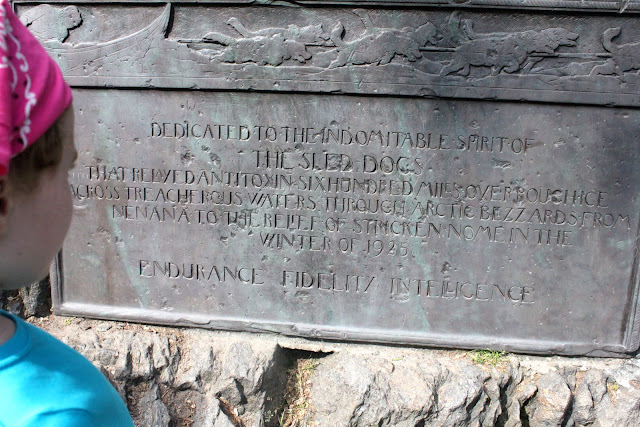 DEDICATED TO THE INDOMITABLE SPIRIT OF
THE SLED DOGS
THAT RELAYED ANTITOXIN SIX HUNDRED MILES OVER ROUGH ICE
ACROSS TREACHEROUS WATERS THROUGH ARCTIC BLIZZARDS FROM
NENANA TO THE RELIEF OF STRICKEN NOME IN THE
WINTER OF 1925
ENDURANCE FIDELITY INTELLIGENCE